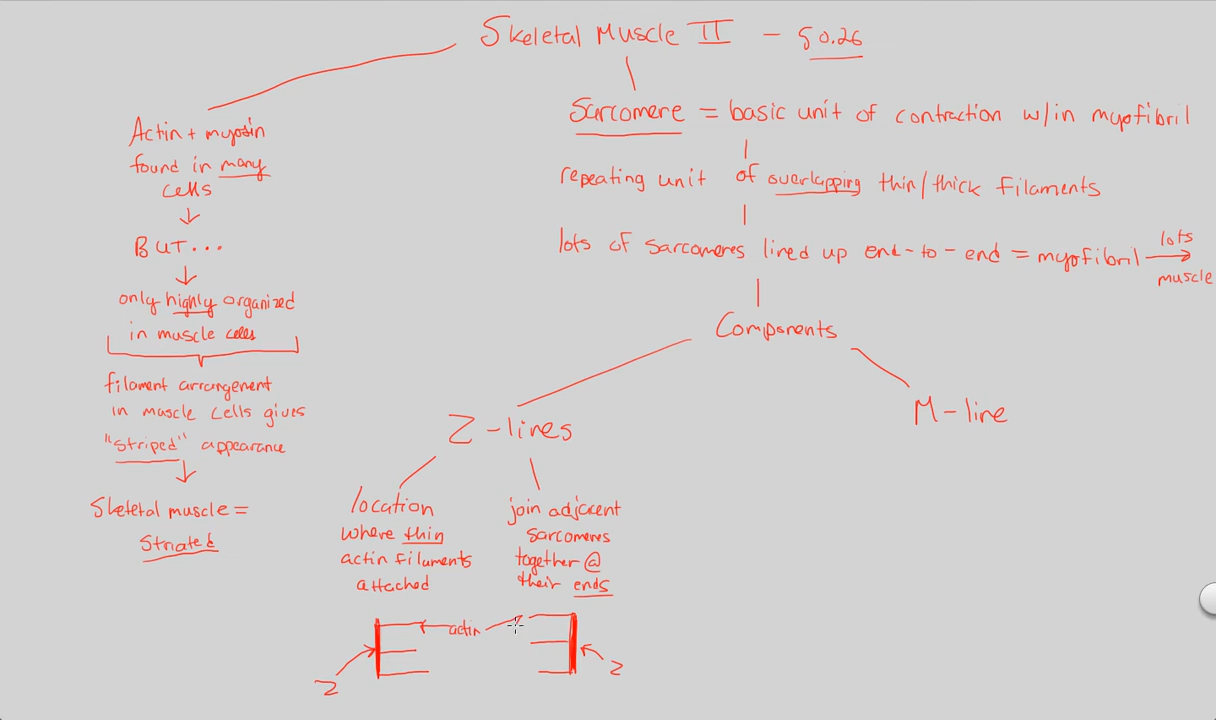 Skeletal Muscle II - 50.26
Actin + myosin
found in many
cells
BUT...
only highly organized
in muscle cells
filament arrangement
in muscle cells gives
"striped" appearance
Skeletal muscle =
Striated
Sarcomere = basic unit of contraction w/in myofibril
repeating unit of overlapping thin/thick filaments
lots of sarcomeres lined up end-to-end = myofibril
lots
muscle
Components
Z-lines
M-line
location
where thin
actin filaments
attached
join adjacent
sarcomeres
together @
their ends
actin
Z
Z